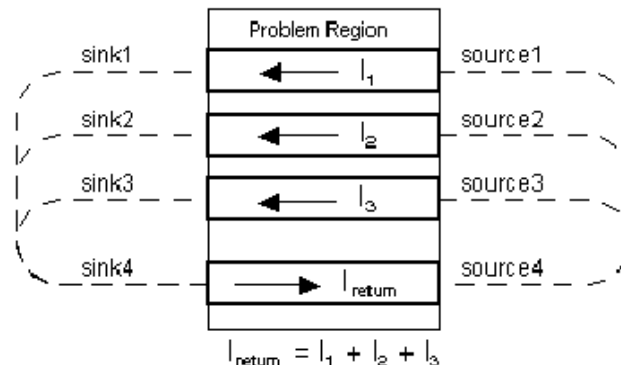 Problem Region
sink1 I1 source1
sink2 I2 source2
sink3 I3 source3
sink4 Ireturn source4
Ireturn = I1 + I2 + I3